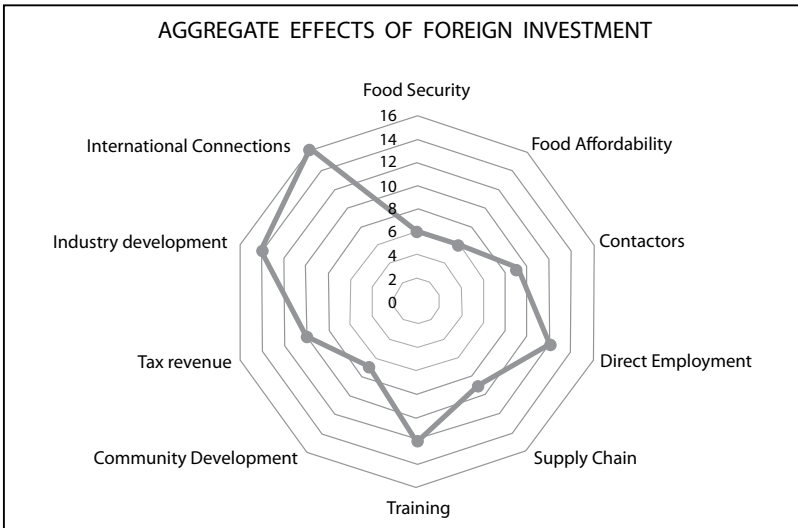 AGGREGATE EFFECTS OF FOREIGN INVESTMENT
Food Security
16
14
12
10
8
6
4
2
0
Food Affordability
Contactors
Direct Employment
Supply Chain
Training
Community Development
Tax revenue
Industry development
International Connections